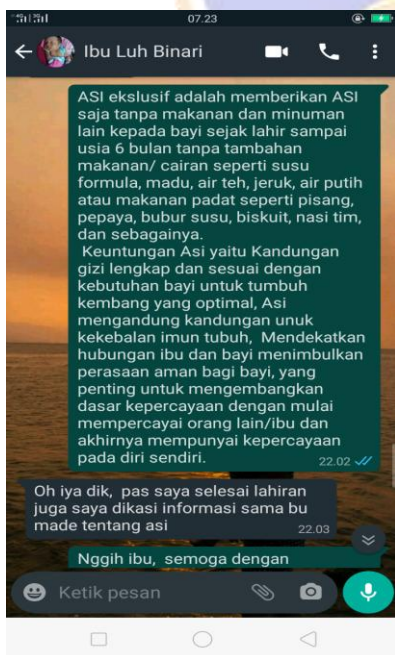 07.23
Ibu Luh Binari
ASI ekslusif adalah memberikan ASI
saja tanpa makanan dan minuman
lain kepada bayi sejak lahir sampai
usia 6 bulan tanpa tambahan
makanan/ cairan seperti susu
formula, madu, air teh, jeruk, air putih
atau makanan padat seperti pisang,
pepaya, bubur susu, biskuit, nasi tim,
dan sebagainya.
Keuntungan Asi yaitu Kandungan
gizi lengkap dan sesuai dengan
kebutuhan bayi untuk tumbuh
kembang yang optimal, Asi
mengandung kandungan unuk
kekebalan imun tubuh, Mendekatkan
hubungan ibu dan bayi menimbulkan
perasaan aman bagi bayi, yang
penting untuk mengembangkan
dasar kepercayaan dengan mulai
mempercayai orang lain/ibu dan
akhirnya mempunyai kepercayaan
pada diri sendiri.
22.02
Oh iya dik, pas saya selesai lahiran
juga saya dikasi informasi sama bu
made tentang asi
22.03
Nggih ibu, semoga dengan
Ketik pesan